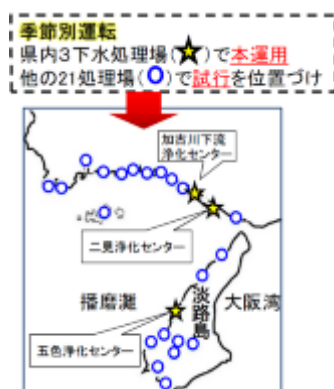 季節別運転
県内3下水処理場(★)で本運用
他の21処理場(○)で試行を位置づけ
加古川下流
浄化センター
二見浄化センター
播磨灘
淡路島
大阪湾
五色浄化センター